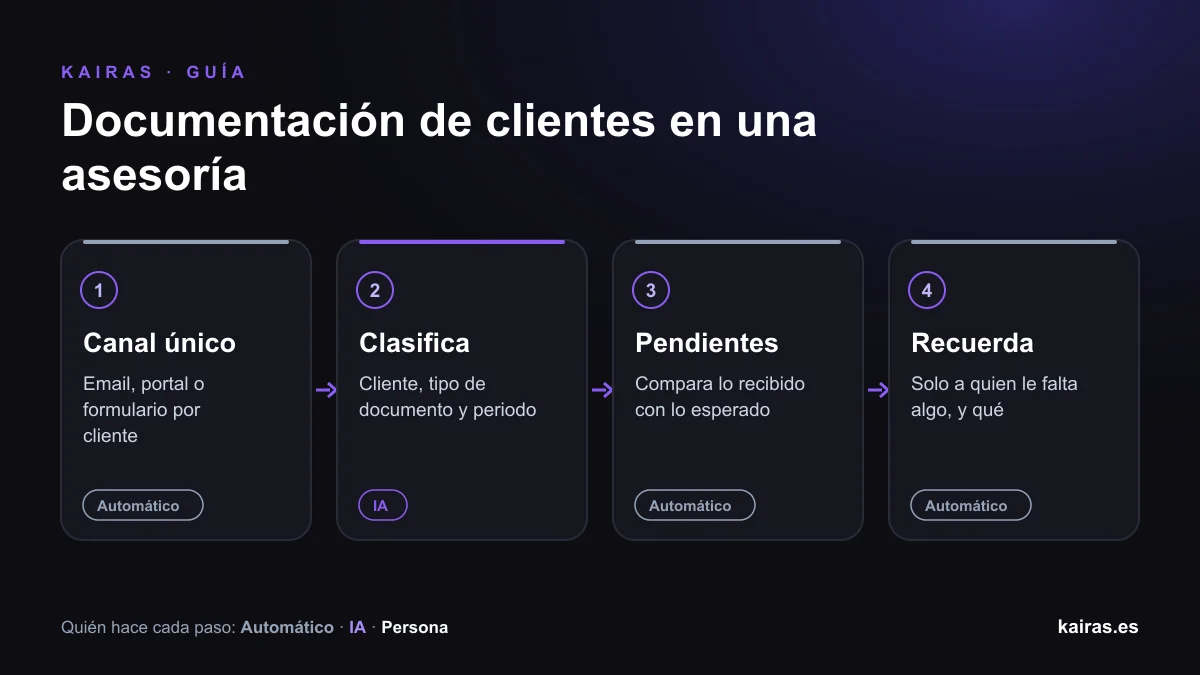 KAIRAS · GUÍA
Documentación de clientes en una
asesoría
1
Canal único
Email, portal o
formulario por
cliente
Automático
2
Clasifica
Cliente, tipo de
documento y periodo
IA
3
Pendientes
Compara lo recibido
con lo esperado
Automático
4
Recuerda
Solo a quien le falta
algo, y qué
Automático
Quién hace cada paso: Automático · IA · Persona
kairas.es